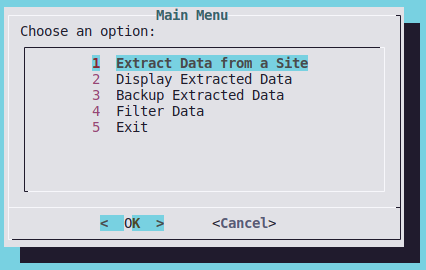 Main Menu
Choose an option:
1 Extract Data from a Site
2 Display Extracted Data
3 Backup Extracted Data
4 Filter Data
5 Exit
< OK > <Cancel>